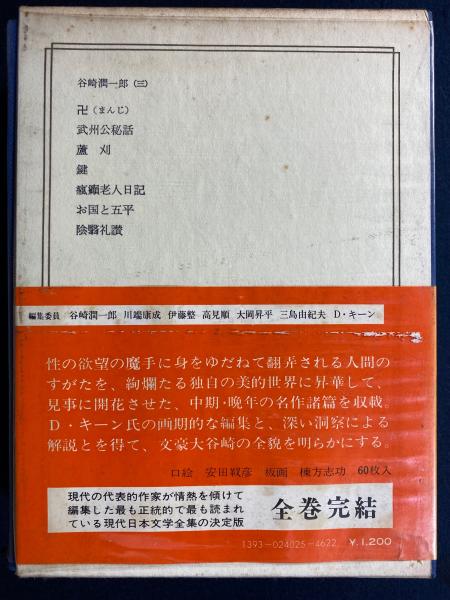 谷崎潤一郎(三)
卍(まんじ)
武州公秘話
蘆刈
鍵
瘋癲老人日記
お国と五平
陰翳礼讃
編集委員 谷崎潤一郎 川端康成 伊藤整 高見順 大岡昇平 三島由紀夫 D・キーン
性の欲望の魔手に身をゆだねて翻弄される人間の
すがたを、絢爛たる独自の美的世界に昇華して、
見事に開花させた、中期・晩年の名作諸篇を収載。
D・キーン氏の画期的な編集と、深い洞察による
解説とを得て、文豪大谷崎の全貌を明らかにする。
口絵 安田靫彦 板画 棟方志功 60枚入
現代の代表的作家が情熱を傾けて
編集した最も正統的で最も読まれ
ている現代日本文学全集の決定版
全巻完結
1393-024025-4622
¥1,200